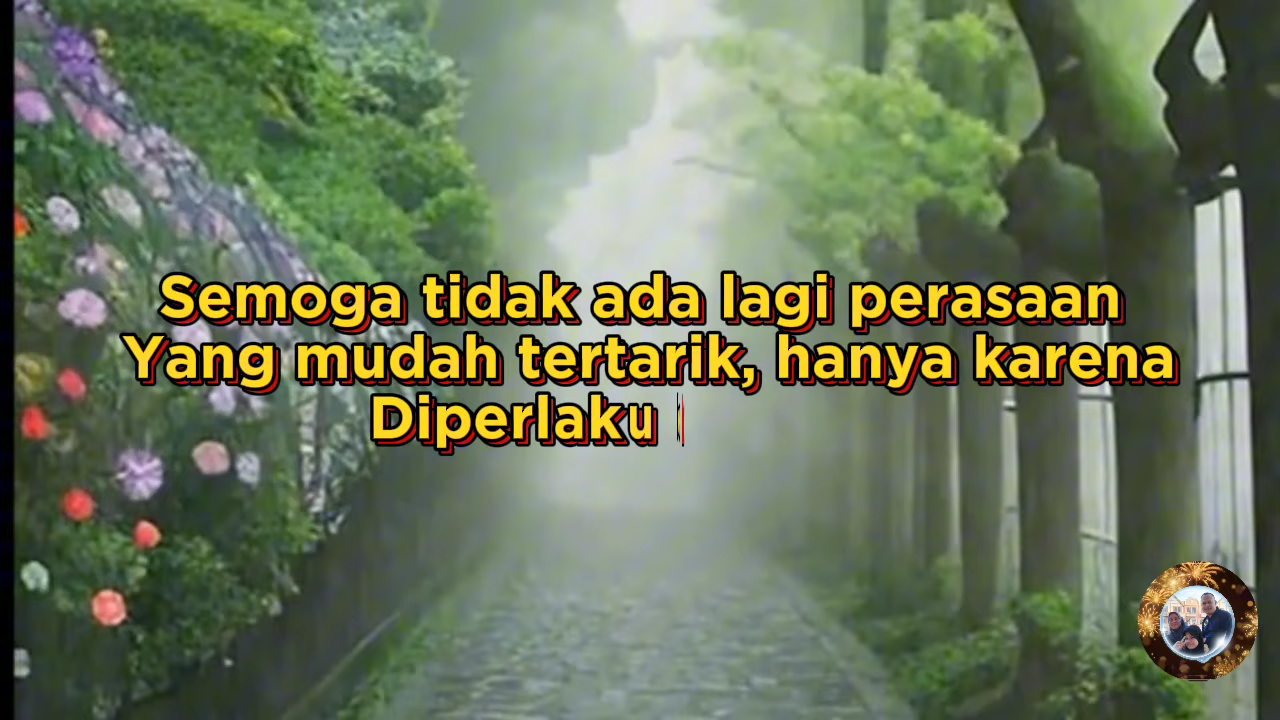 Semoga tidak ada lagi perasaan
Yang mudah tertarik, hanya karena
Diperlaku